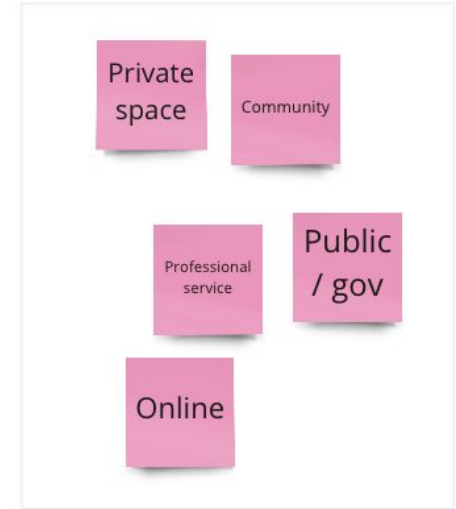 Private
space
Community
Professional
service
Public
/ gov
Online